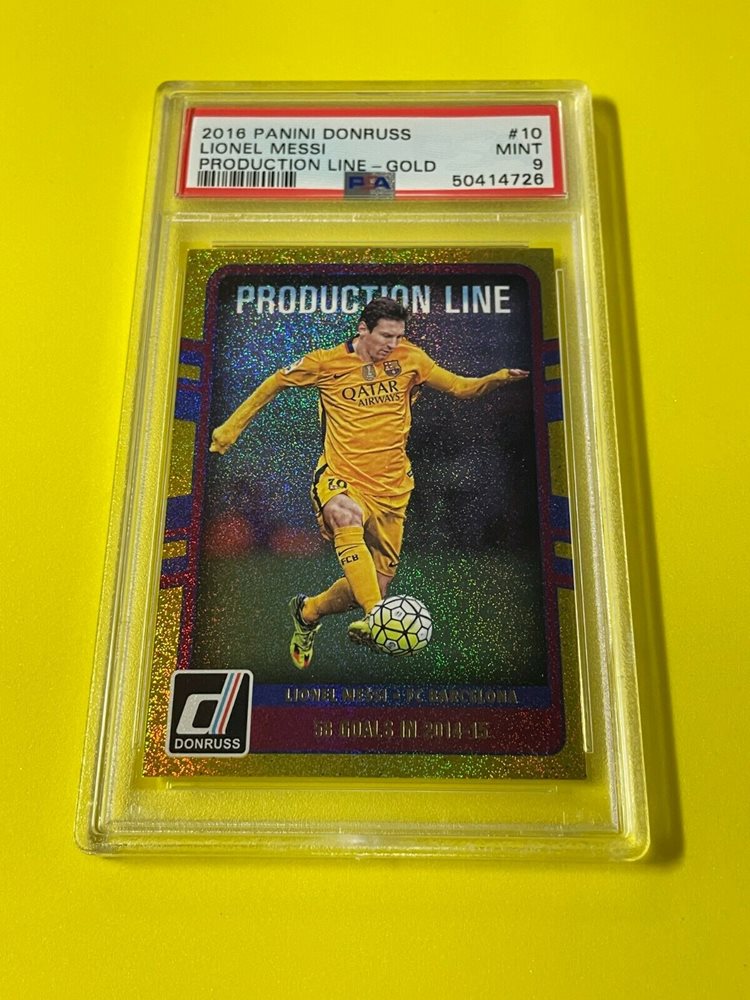 2016 PANINI DONRUSS #10
LIONEL MESSI MINT
PRODUCTION LINE - GOLD 9
PSA 50414726
PRODUCTION LINE
QATAR
AIRWAYS
FCB
LIONEL MESSI - FC BARCELONA
58 GOALS IN 2014-15
d
DONRUSS